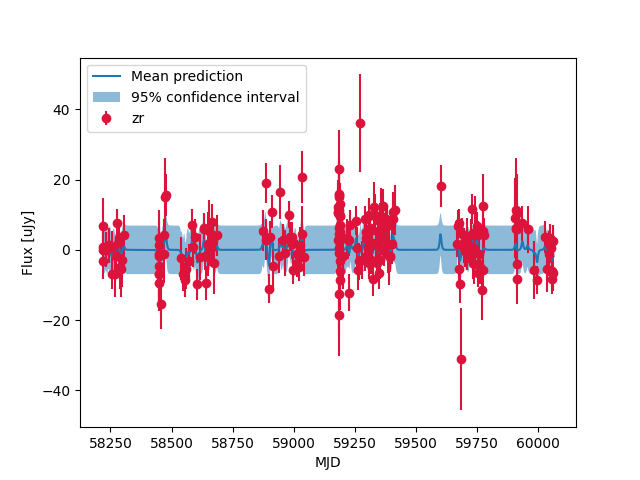 Mean prediction
95% confidence interval
zr
Flux [uJy]
40
20
0
−20
−40
58250 58500 58750 59000 59250 59500 59750 60000
MJD